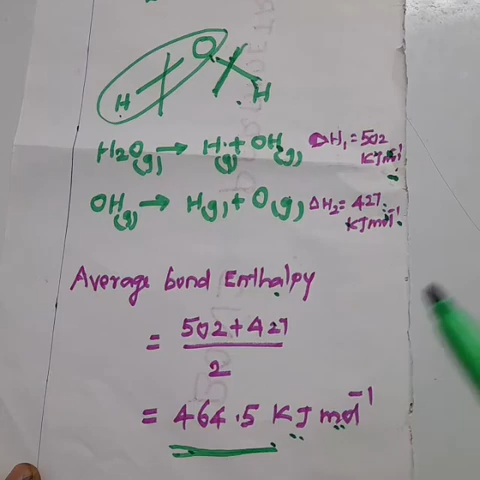 O
H H
H2O(g) → H(g) + OH(g) ΔH1 = 502 KJmol-1
OH(g) → H(g) + O(g) ΔH2 = 427 KJmol-1
Average bond Enthalpy
= 502+427
2
= 464.5 KJ mol-1